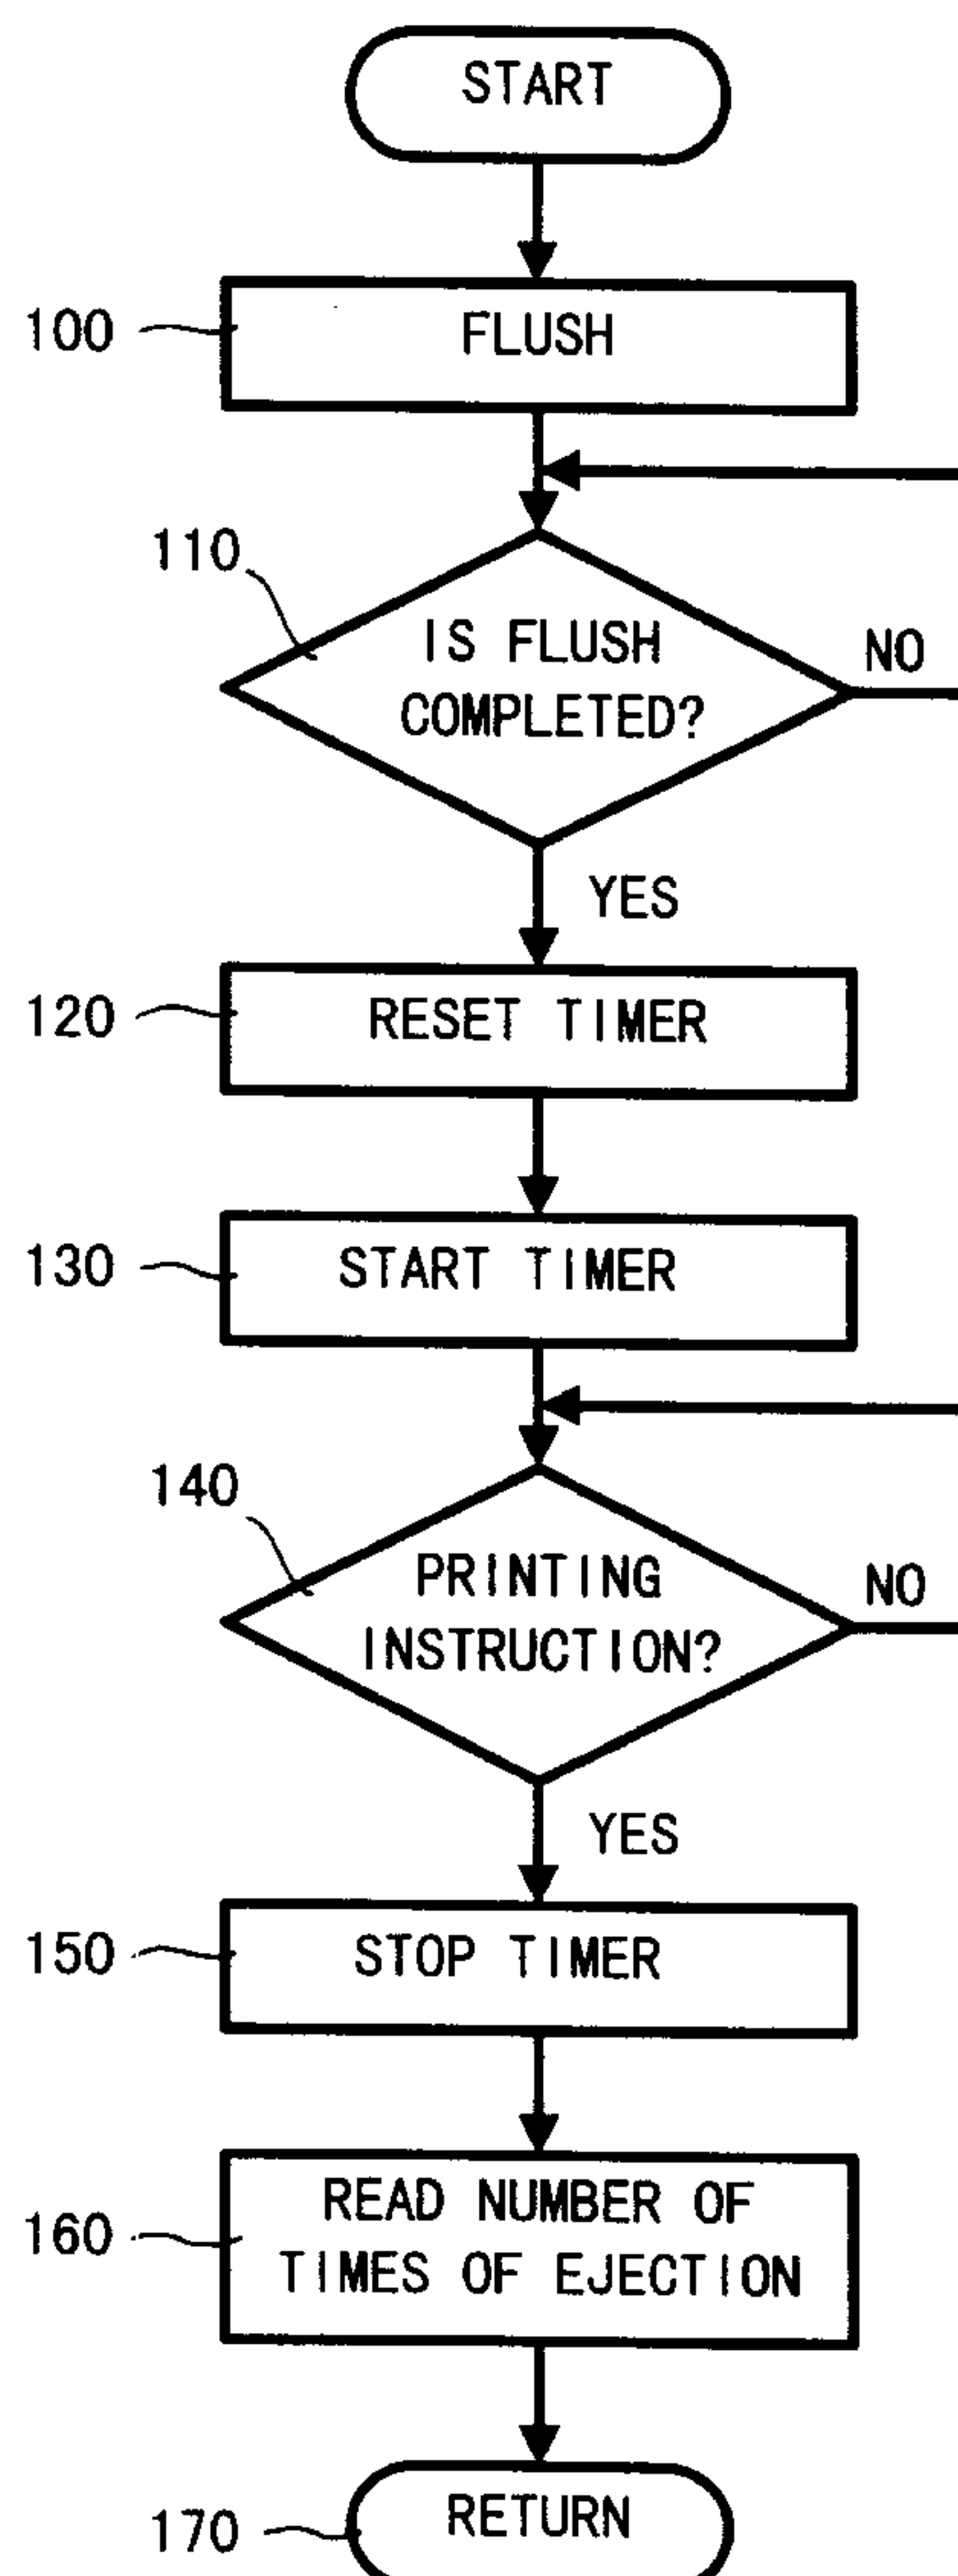 START
100
FLUSH
110
IS FLUSH
COMPLETED?
NO
YES
120
RESET TIMER
130
START TIMER
140
PRINTING
INSTRUCTION?
NO
YES
150
STOP TIMER
160
READ NUMBER OF
TIMES OF EJECTION
170
RETURN